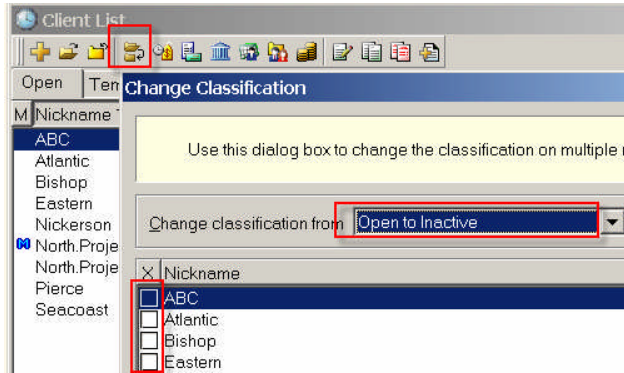 Client List
Open
Change Classification
M Nickname
ABC
Use this dialog box to change the classification on multiple
Atlantic
Bishop
Eastern
Change classification from Open to Inactive
Nickerson
North.Proje
North.Proje
X Nickname
Pierce
ABC
Seacoast
Atlantic
Bishop
Eastern